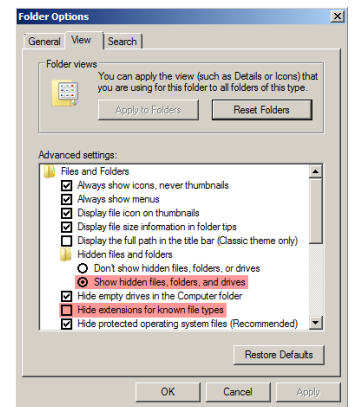 Folder Options
General View Search
Folder views
You can apply the view (such as Details or Icons) that
you are using for this folder to all folders of this type.
Apply to Folders Reset Folders
Advanced settings:
Files and Folders
Always show icons, never thumbnails
Always show menus
Display file icon on thumbnails
Display file size information in folder tips
Display the full path in the title bar (Classic theme only)
Hidden files and folders
Don't show hidden files, folders, or drives
Show hidden files, folders, and drives
Hide empty drives in the Computer folder
Hide extensions for known file types
Hide protected operating system files (Recommended)
Restore Defaults
OK Cancel Apply